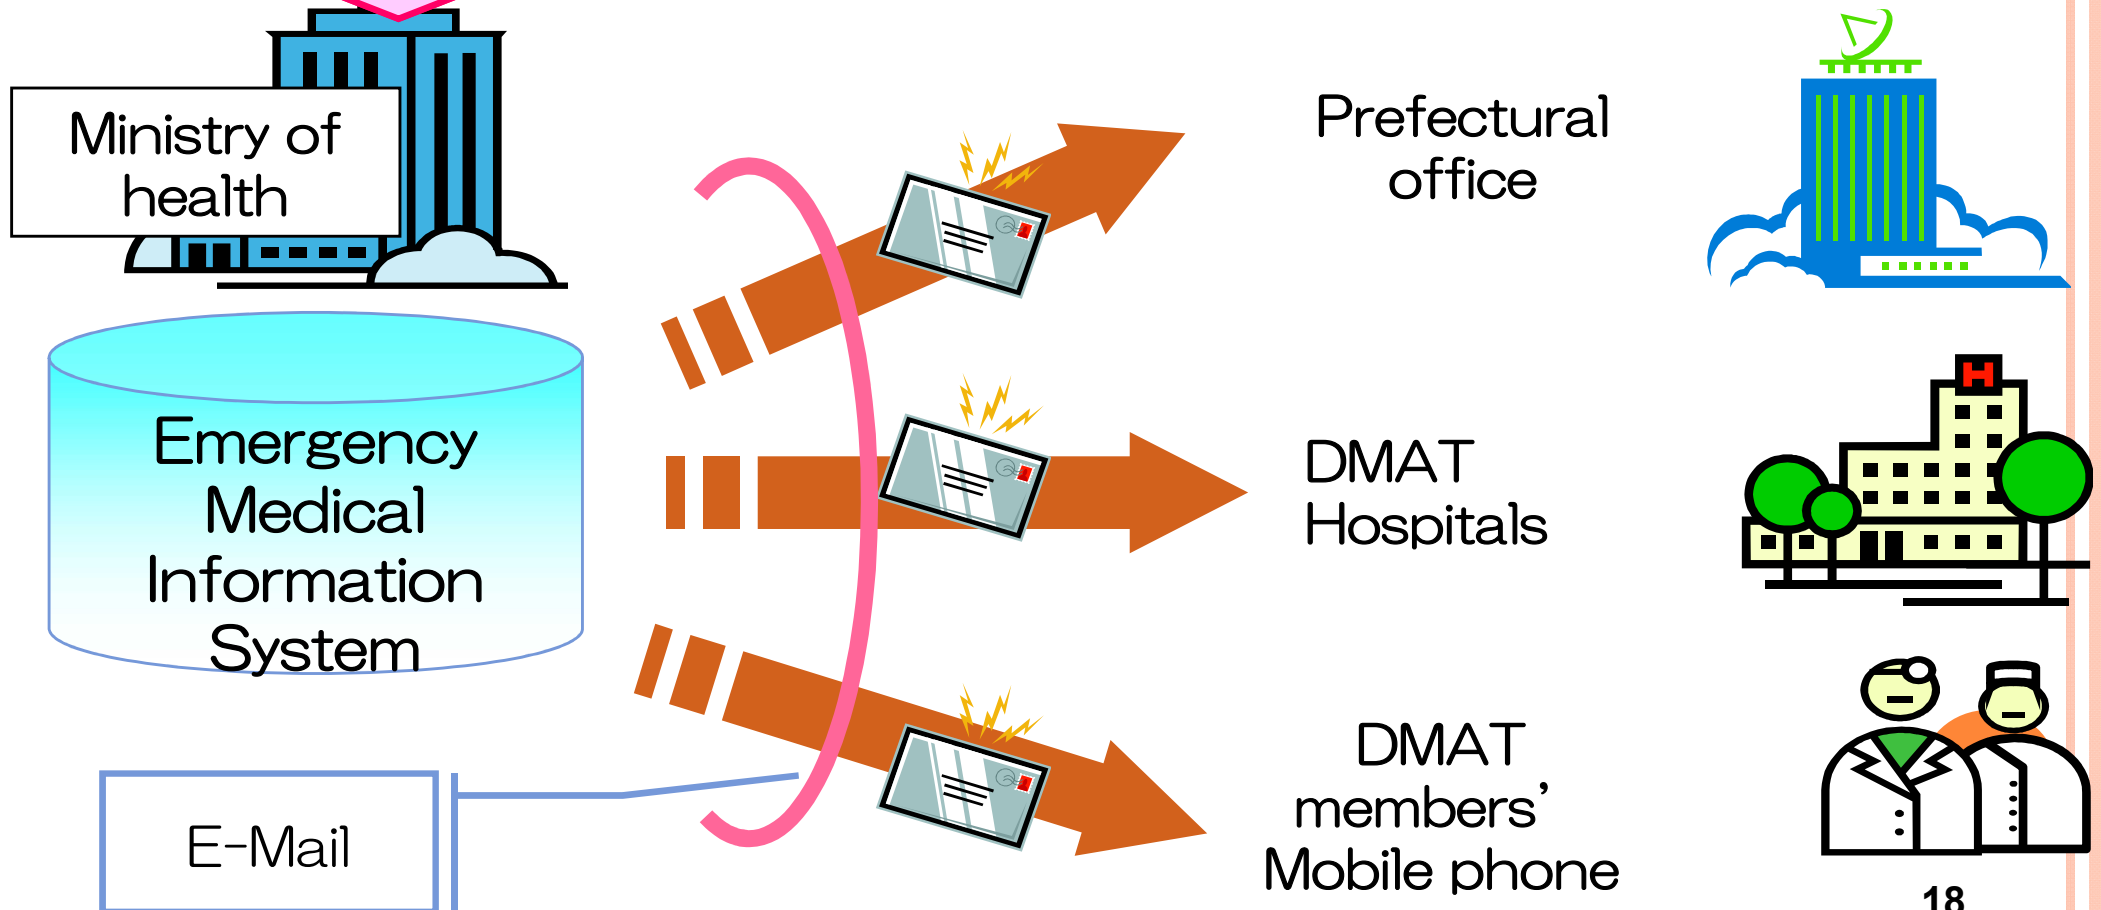 Ministry of
health
Emergency
Medical
Information
System
E-Mail
Prefectural
office
H
DMAT
Hospitals
DMAT
members’
Mobile phone
18